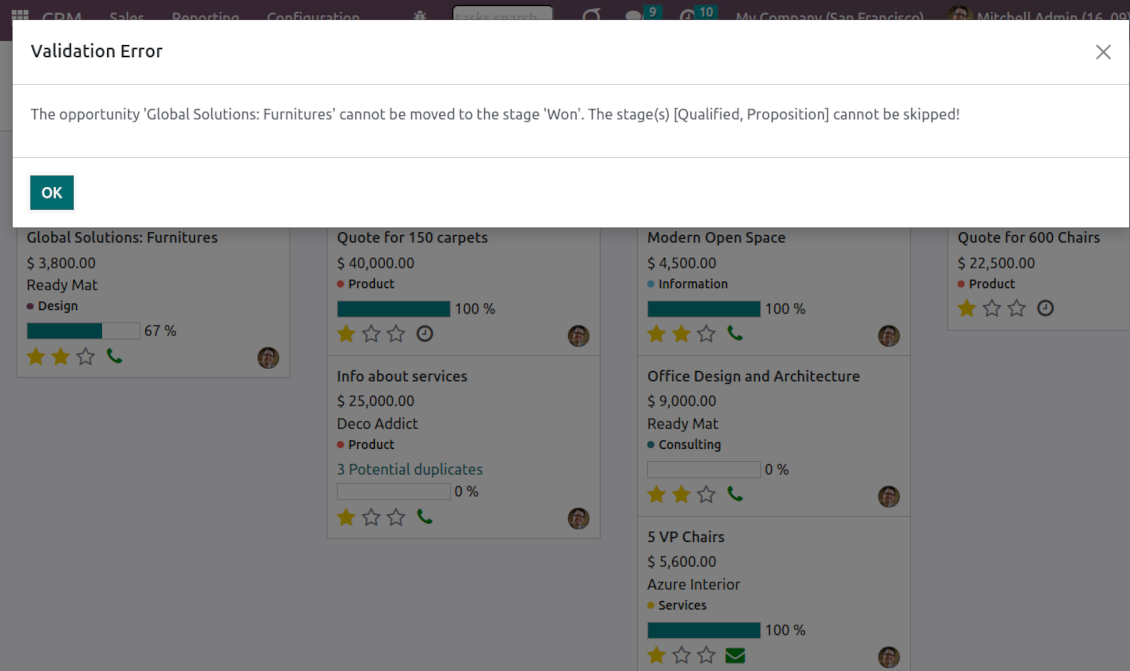 CRM Sales Reporting Configuration tasks search 9 10 My Company (San Francisco) Mitchell Admin (16_09
Validation Error
The opportunity 'Global Solutions: Furnitures' cannot be moved to the stage 'Won'. The stage(s) [Qualified, Proposition] cannot be skipped!
OK
Global Solutions: Furnitures
$ 3,800.00
Ready Mat
Design
67 %
Quote for 150 carpets
$ 40,000.00
Product
100 %
Info about services
$ 25,000.00
Deco Addict
Product
3 Potential duplicates
0 %
Modern Open Space
$ 4,500.00
Information
100 %
Office Design and Architecture
$ 9,000.00
Ready Mat
Consulting
0 %
5 VP Chairs
$ 5,600.00
Azure Interior
Services
100 %
Quote for 600 Chairs
$ 22,500.00
Product